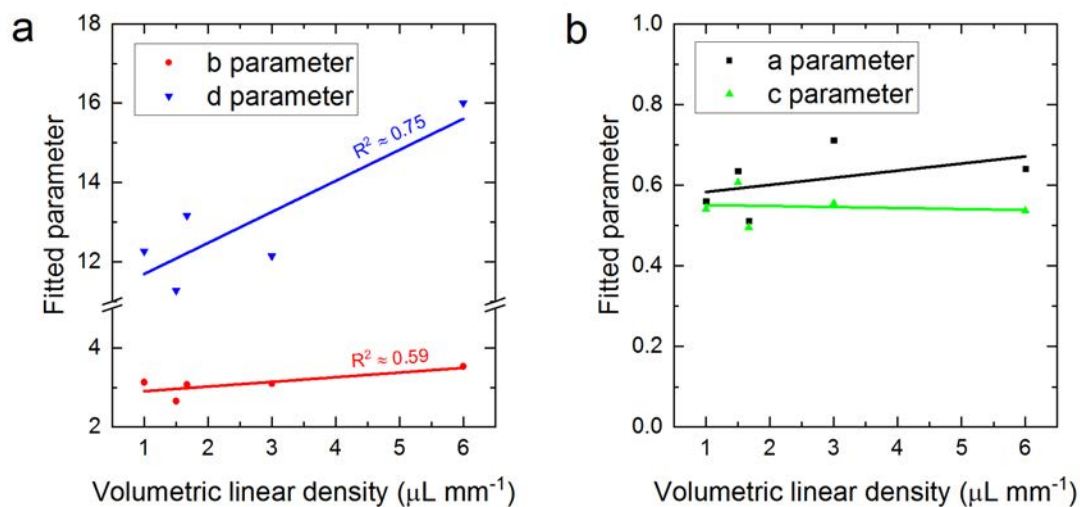 a
b parameter
d parameter
R² ≈ 0.75
R² ≈ 0.59
Fitted parameter
18
16
14
12
4
2
1 2 3 4 5 6
Volumetric linear density (μL mm⁻¹)
b
a parameter
c parameter
Fitted parameter
1.0
0.8
0.6
0.4
0.2
0.0
1 2 3 4 5 6
Volumetric linear density (μL mm⁻¹)